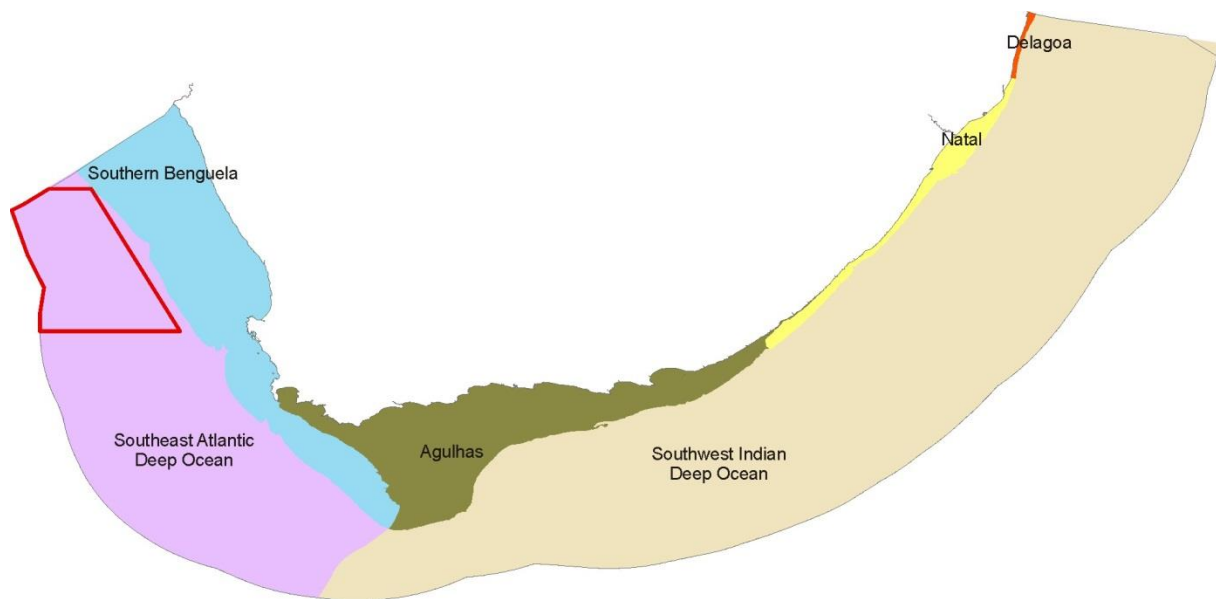 Delagoa
Natal
Southern Benguela
Southeast Atlantic
Deep Ocean
Agulhas
Southwest Indian
Deep Ocean